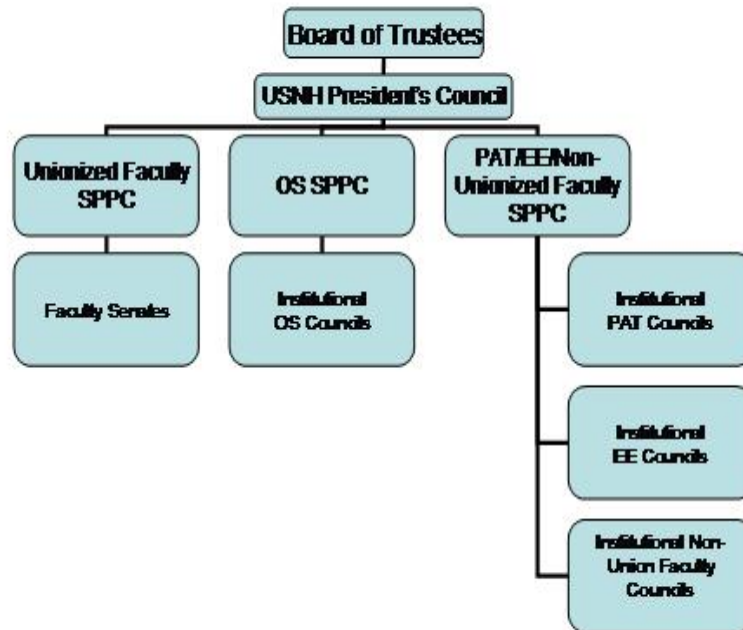 Board of Trustees
USNH President's Council
Unionized Faculty
SPPC
OS SPPC
PAT/EE/Non-
Unionized Faculty
SPPC
Faculty Senates
Institutional
OS Councils
Institutional
PAT Councils
Institutional
EE Councils
Institutional Non-
Union Faculty
Councils